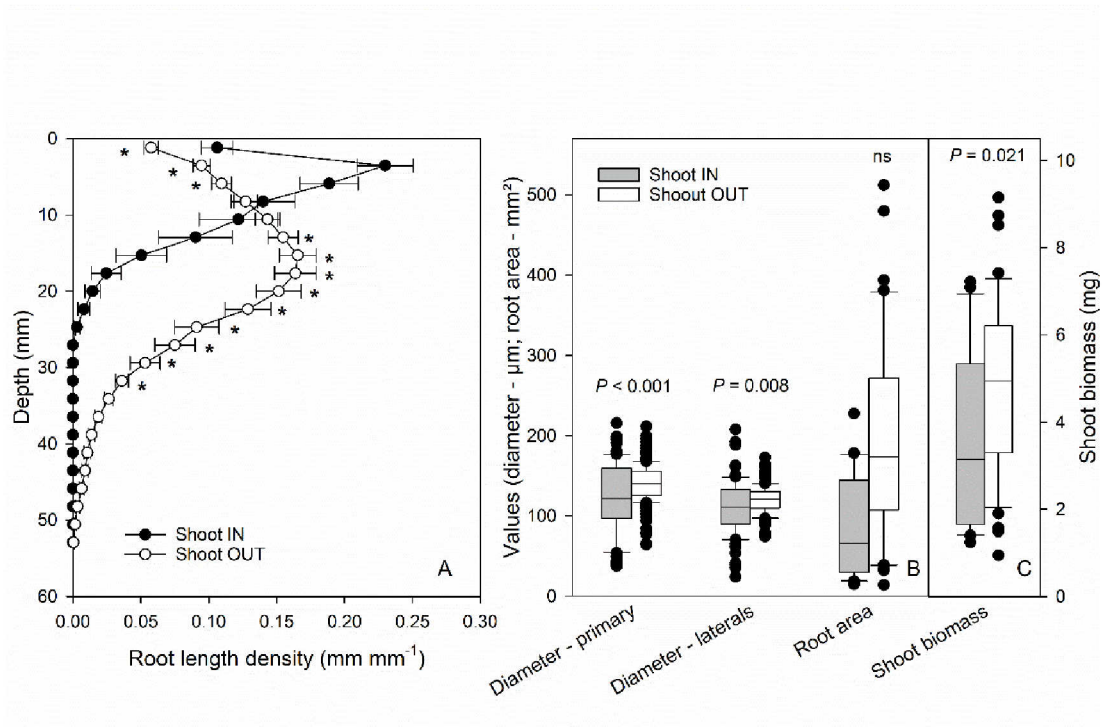 0
10
20
30
40
50
60
Depth (mm)
0.00 0.05 0.10 0.15 0.20 0.25 0.30
Root length density (mm mm⁻¹)
* * * * * * * * * * * *
Shoot IN
Shoot OUT
A
Values (diameter - µm; root area - mm²)
500
400
300
200
100
0
Shoot IN
Shoout OUT
P < 0.001
P = 0.008
ns
B
Diameter - primary
Diameter - laterals
Root area
P = 0.021
C
Shoot biomass
10
8
6
4
2
0
Shoot biomass (mg)